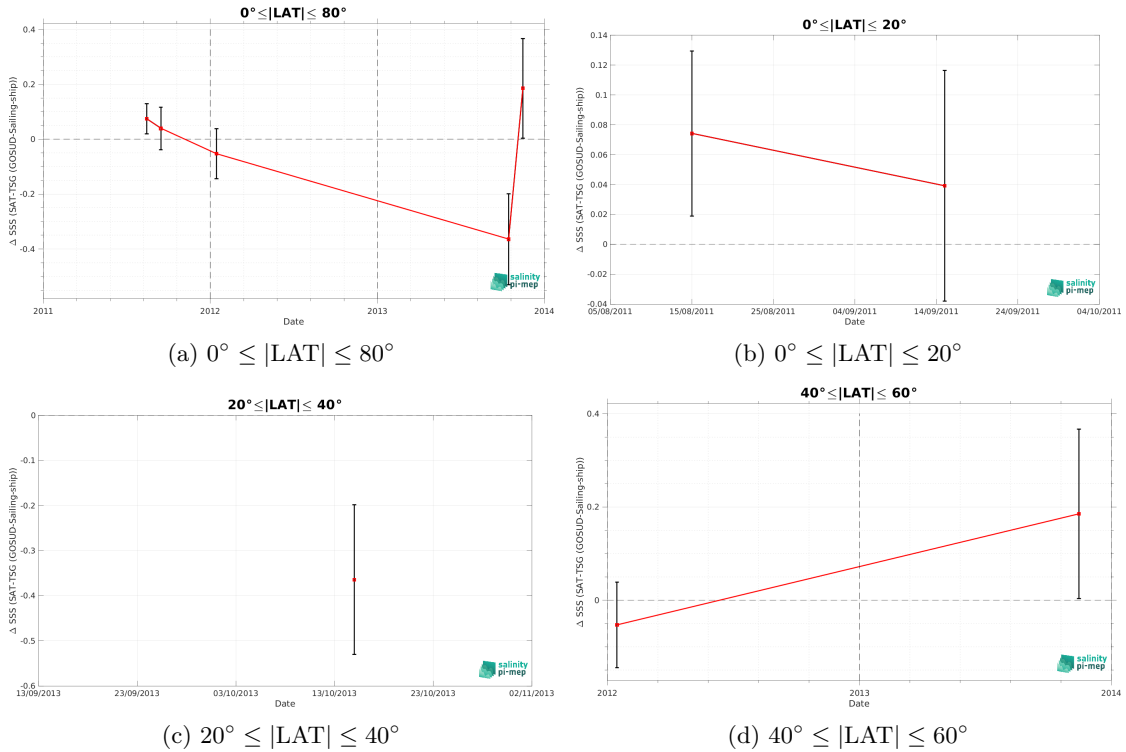 0°≤|LAT|≤ 80°
Δ SSS (SAT-TSG (GOSUD-Sailing-ship))
0.4
0.2
0
-0.2
-0.4
2011
2012
2013
2014
Date
salinity
pi-mep
(a) 0° ≤ |LAT| ≤ 80°
0°≤|LAT|≤ 20°
Δ SSS (SAT-TSG (GOSUD-Sailing-ship))
0.14
0.12
0.1
0.08
0.06
0.04
0.02
0
-0.02
-0.04
05/08/2011
15/08/2011
25/08/2011
04/09/2011
14/09/2011
24/09/2011
04/10/2011
Date
salinity
pi-mep
(b) 0° ≤ |LAT| ≤ 20°
20°≤|LAT|≤ 40°
Δ SSS (SAT-TSG (GOSUD-Sailing-ship))
0
-0.1
-0.2
-0.3
-0.4
-0.5
-0.6
13/09/2013
23/09/2013
03/10/2013
13/10/2013
23/10/2013
02/11/2013
Date
salinity
pi-mep
(c) 20° ≤ |LAT| ≤ 40°
40°≤|LAT|≤ 60°
Δ SSS (SAT-TSG (GOSUD-Sailing-ship))
0.4
0.2
0
2012
2013
2014
Date
salinity
pi-mep
(d) 40° ≤ |LAT| ≤ 60°